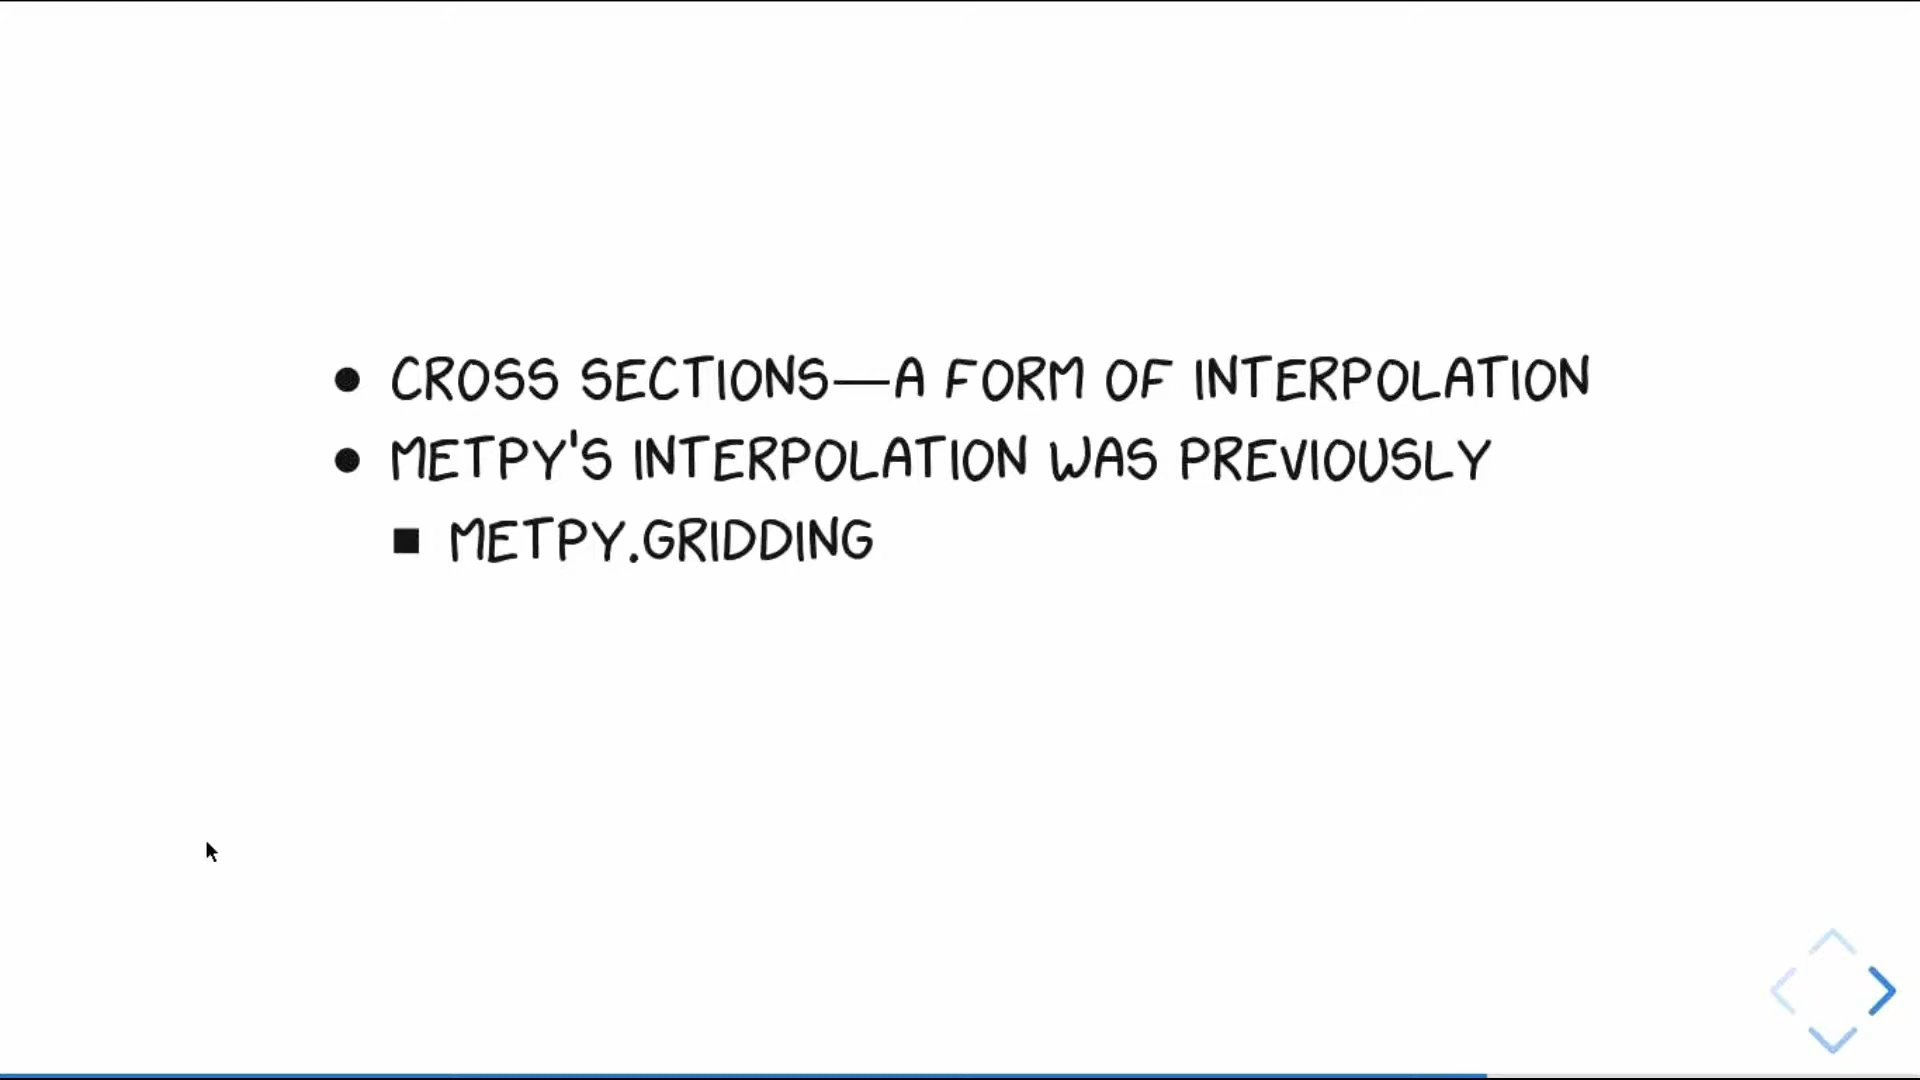 CROSS SECTIONS—A FORM OF INTERPOLATION
METPY'S INTERPOLATION WAS PREVIOUSLY
METPY.GRIDDING